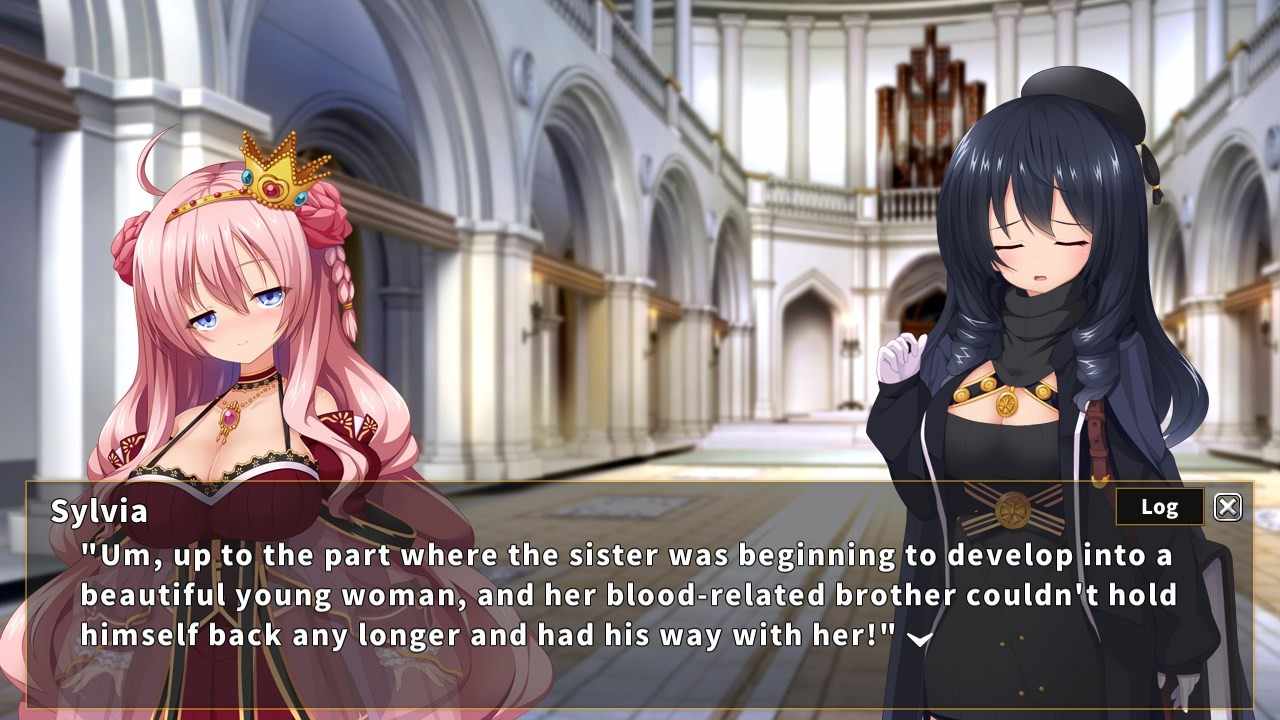 Sylvia
Log
"Um, up to the part where the sister was beginning to develop into a
beautiful young woman, and her blood-related brother couldn't hold
himself back any longer and had his way with her!"